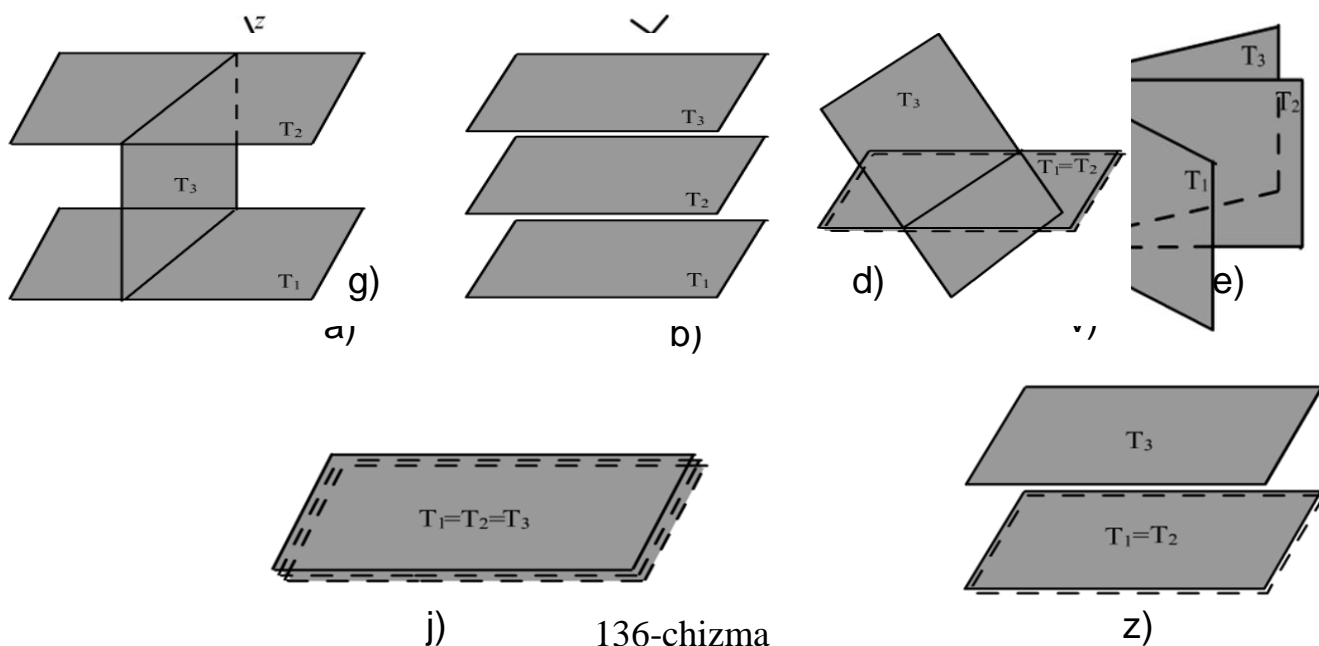 z
T3
T3
T3
T2
T2
T1=T2
T3
T2
T1
T1
T1
g)
d)
e)
a)
b)
v)
T3
T1=T2=T3
T1=T2
j)
136-chizma
z)